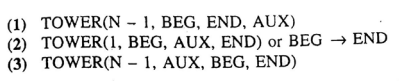 (1) TOWER(N – 1, BEG, END, AUX)
(2) TOWER(1, BEG, AUX, END) or BEG → END
(3) TOWER(N – 1, AUX, BEG, END)